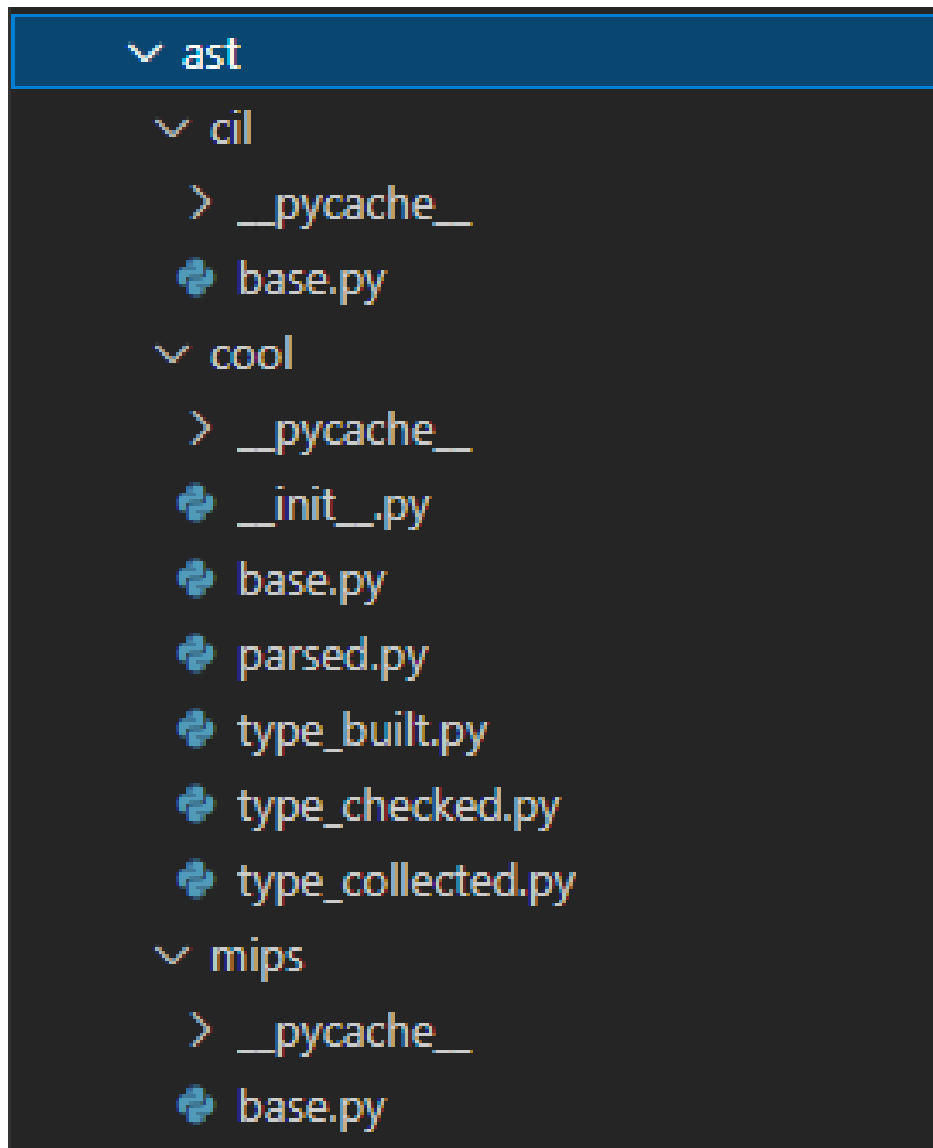 ast
cil
__pycache__
base.py
cool
__pycache__
__init__.py
base.py
parsed.py
type_built.py
type_checked.py
type_collected.py
mips
__pycache__
base.py